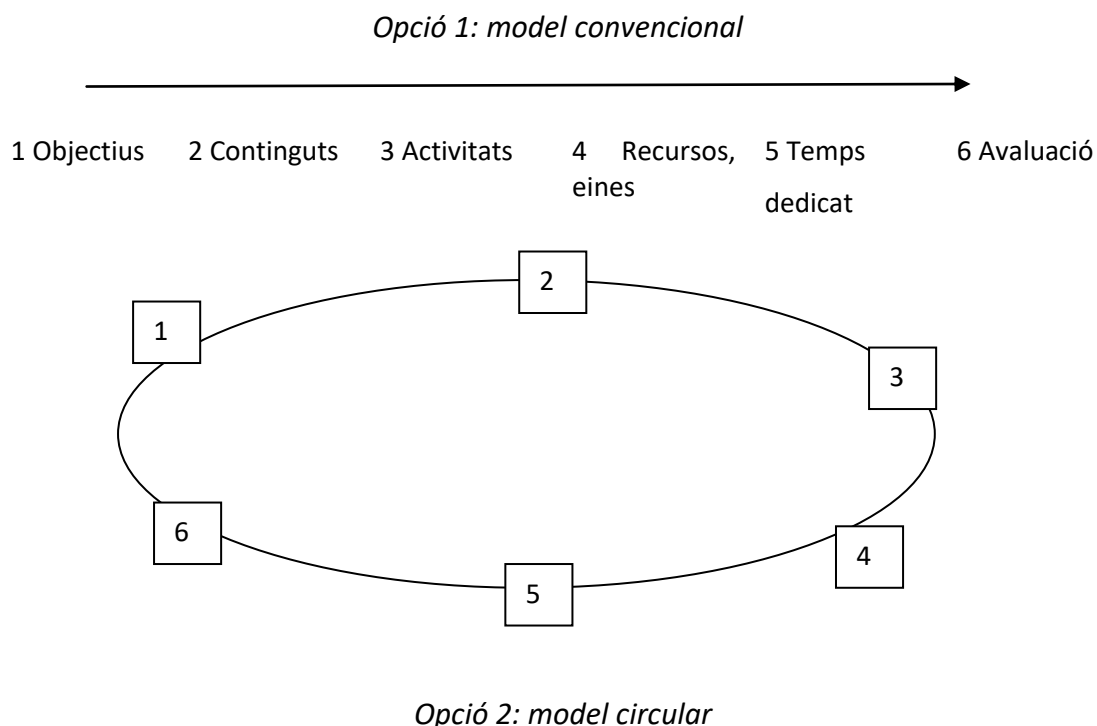 Opció 1: model convencional
1 Objectius 2 Continguts 3 Activitats 4 Recursos, eines 5 Temps dedicat 6 Avaluació
2
1
3
6
4
5
Opció 2: model circular